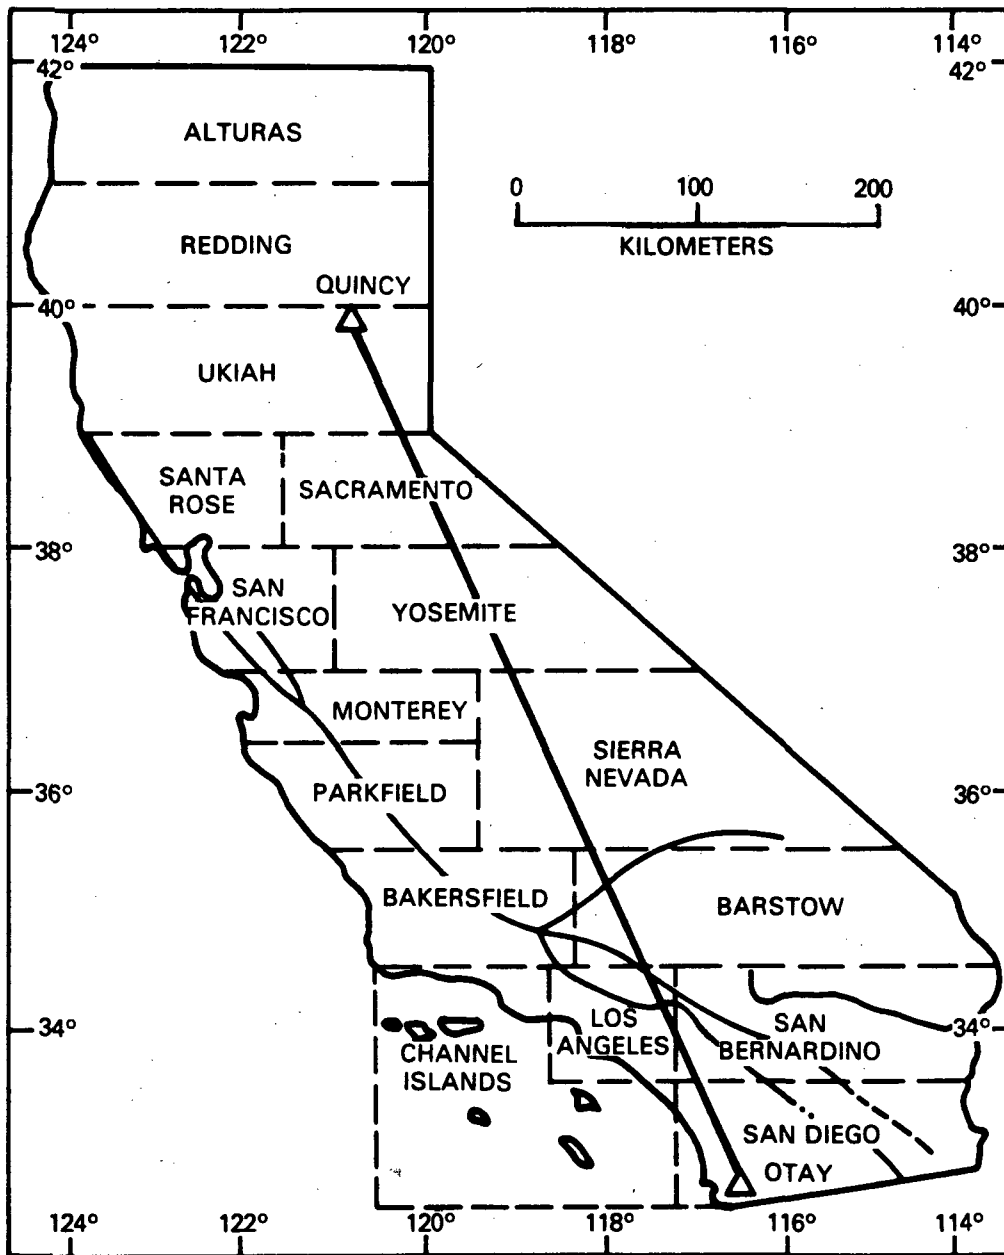 124° 122° 120° 118° 116° 114°
42° 42°
ALTURAS
0 100 200
KILOMETERS
REDDING
QUINCY
40° 40°
UKIAH
SANTA
ROSE
SACRAMENTO
38° 38°
SAN
FRANCISCO
YOSEMITE
MONTEREY
SIERRA
NEVADA
36° 36°
PARKFIELD
BAKERSFIELD
BARSTOW
34° 34°
LOS
ANGELES
SAN
BERNARDINO
CHANNEL
ISLANDS
SAN DIEGO
OTAY
124° 122° 120° 118° 116° 114°